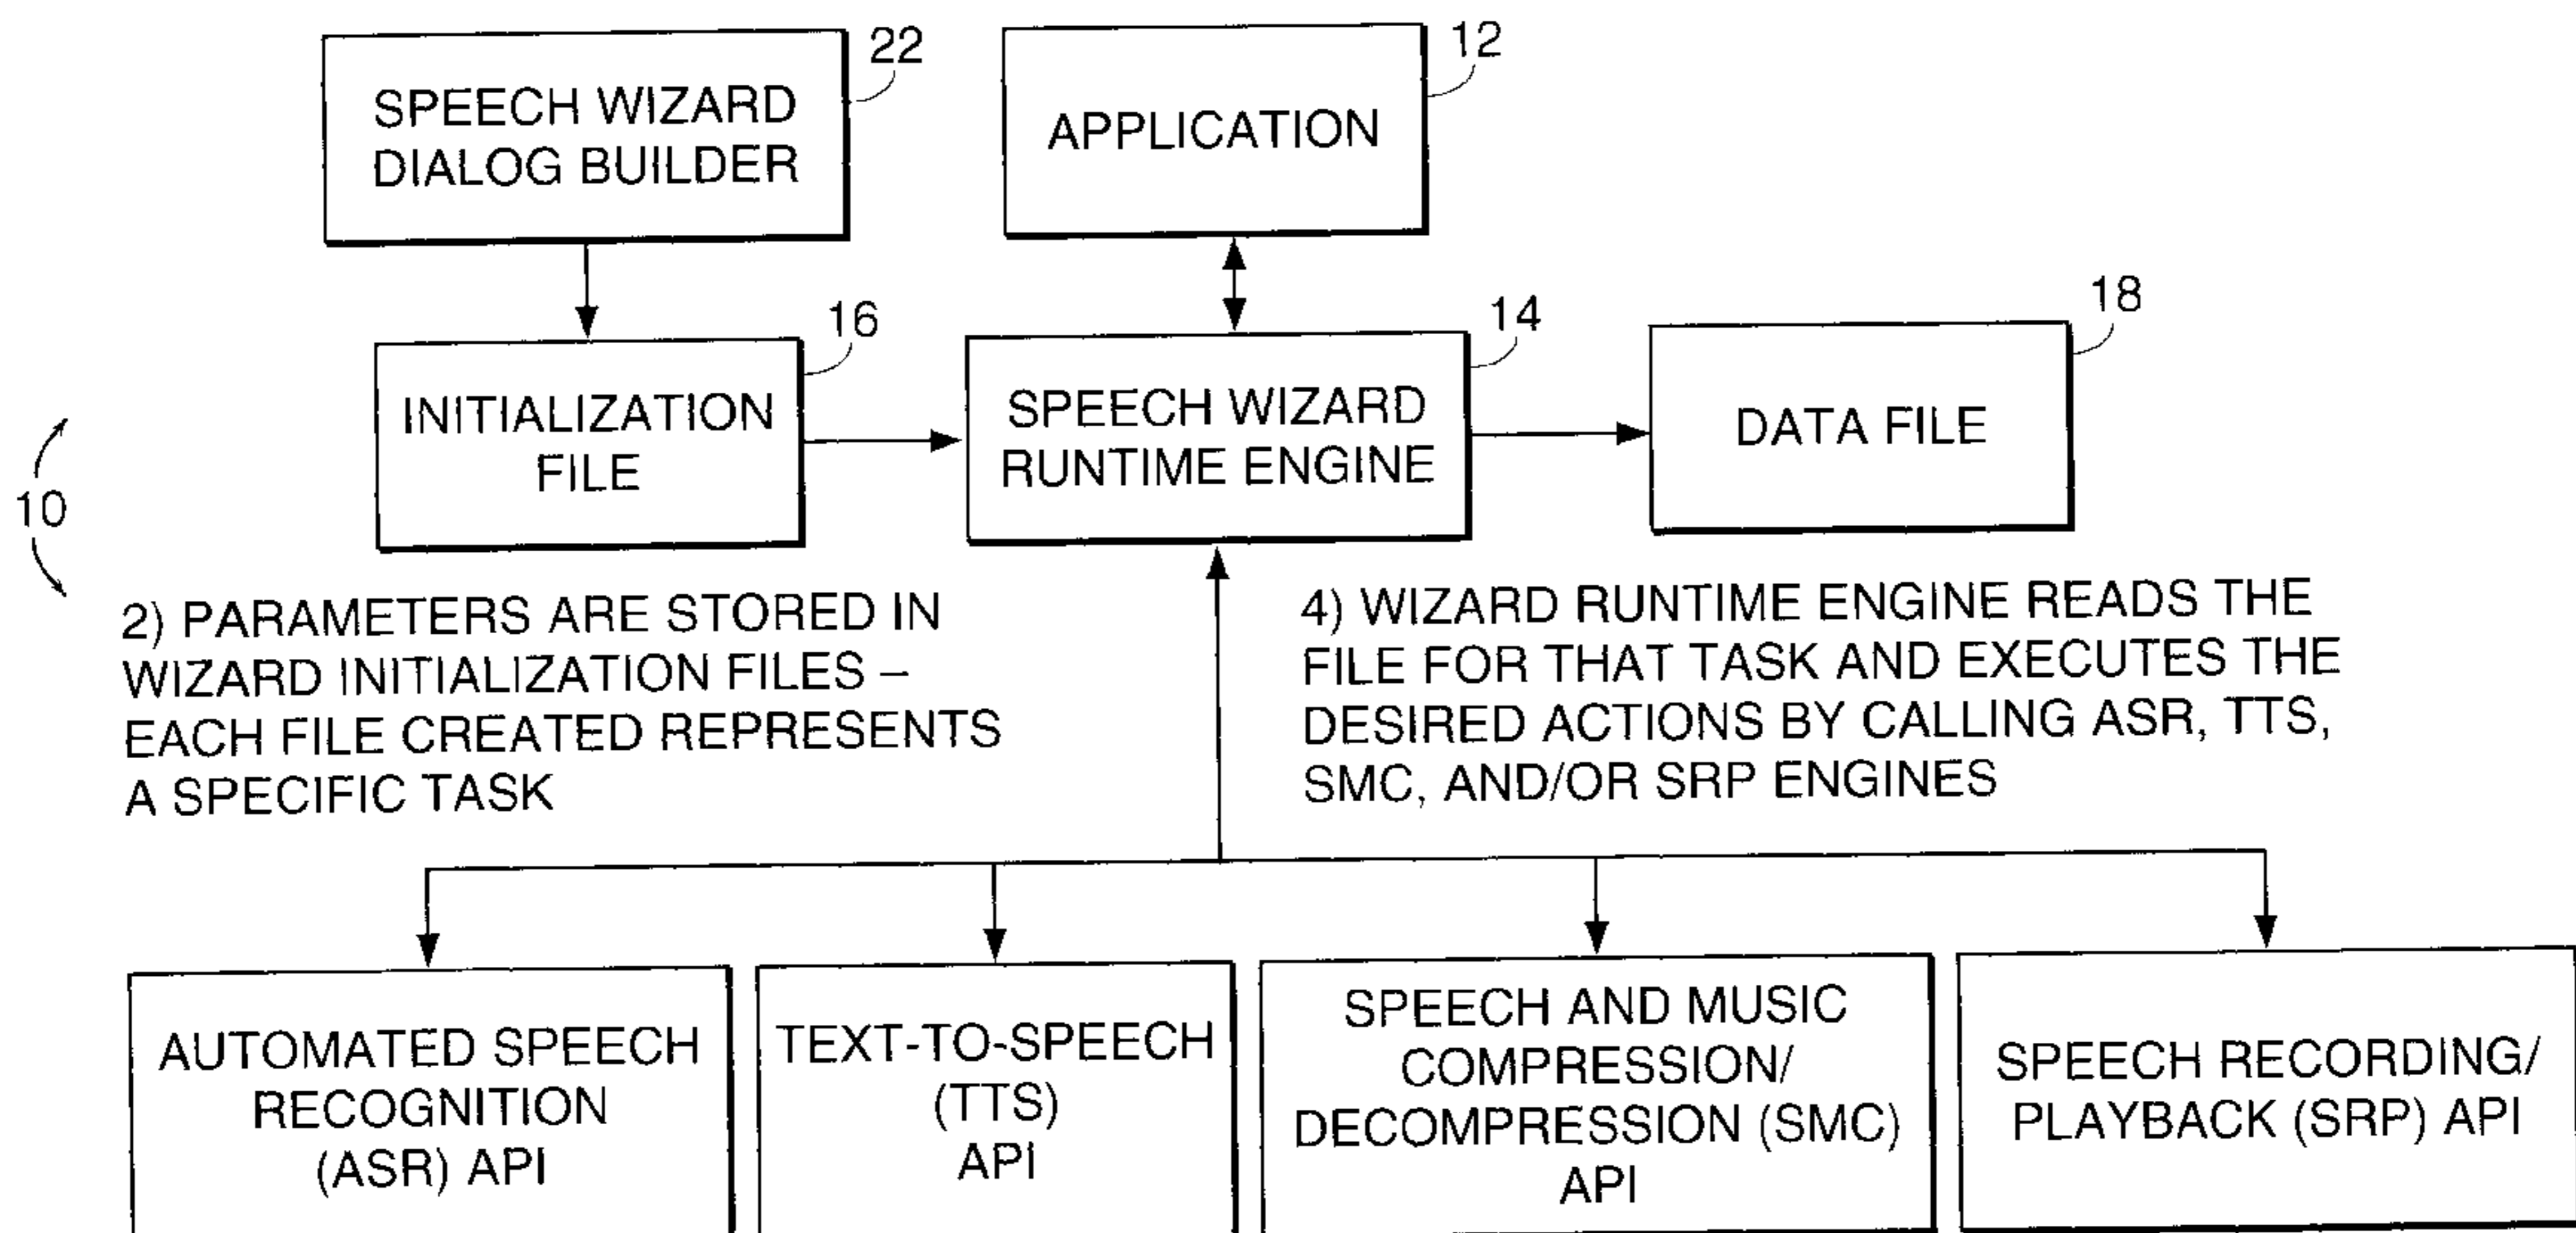 22
12
SPEECH WIZARD
DIALOG BUILDER
APPLICATION
16
14
18
INITIALIZATION
FILE
SPEECH WIZARD
RUNTIME ENGINE
DATA FILE
10
2) PARAMETERS ARE STORED IN
WIZARD INITIALIZATION FILES –
EACH FILE CREATED REPRESENTS
A SPECIFIC TASK
4) WIZARD RUNTIME ENGINE READS THE
FILE FOR THAT TASK AND EXECUTES THE
DESIRED ACTIONS BY CALLING ASR, TTS,
SMC, AND/OR SRP ENGINES
AUTOMATED SPEECH
RECOGNITION
(ASR) API
TEXT-TO-SPEECH
(TTS)
API
SPEECH AND MUSIC
COMPRESSION/
DECOMPRESSION (SMC)
API
SPEECH RECORDING/
PLAYBACK (SRP) API